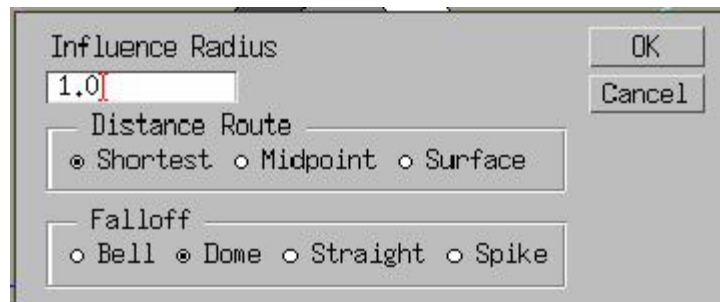 Influence Radius
OK
1.0
Cancel
Distance Route
Shortest Midpoint Surface
Falloff
Bell Dome Straight Spike